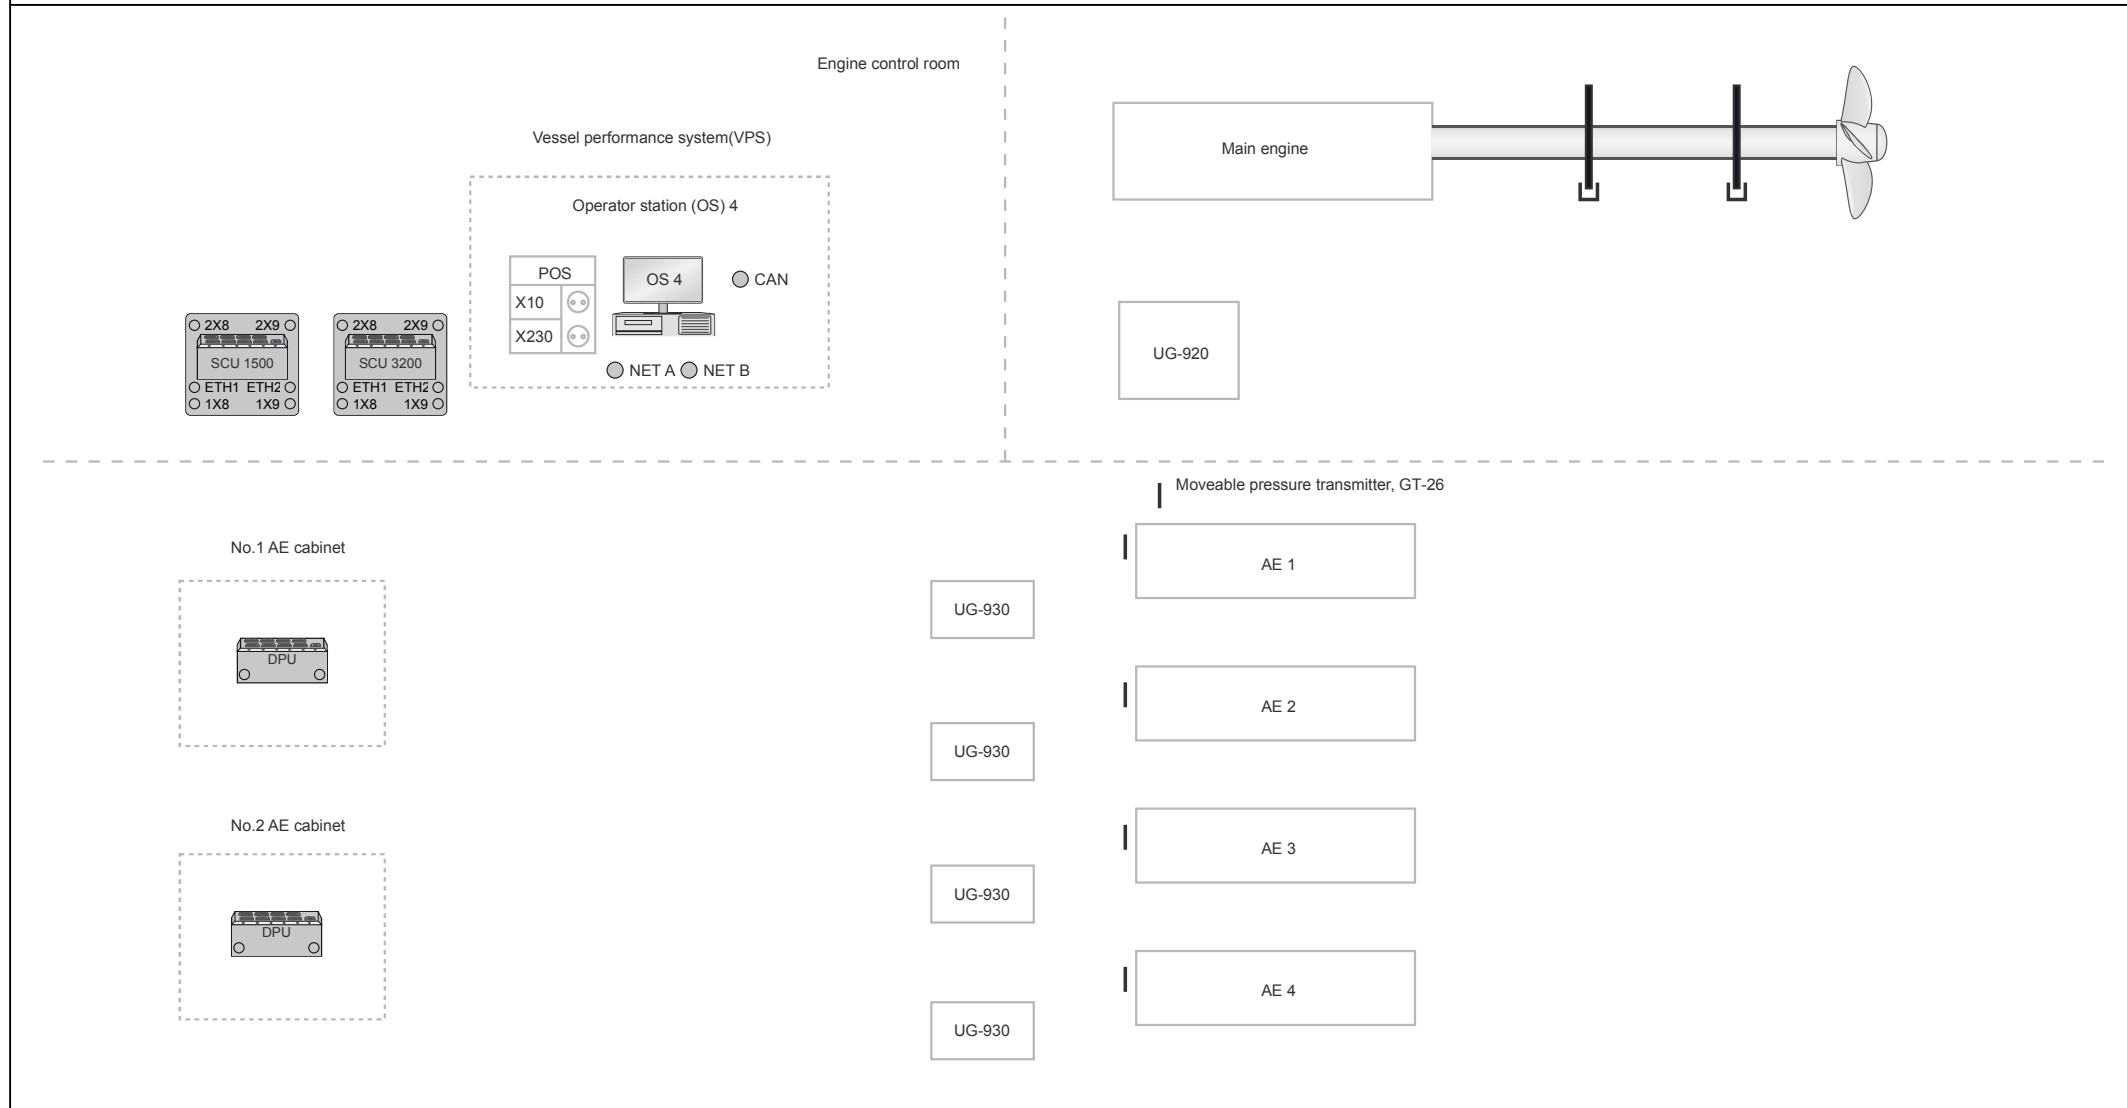 Engine control room
Vessel performance system(VPS)
Main engine
Operator station (OS) 4
POS
X10
X230
OS 4
CAN
NET A
NET B
2X8 2X9
SCU 1500
ETH1 ETH2
1X8 1X9
2X8 2X9
SCU 3200
ETH1 ETH2
1X8 1X9
UG-920
Moveable pressure transmitter, GT-26
No.1 AE cabinet
DPU
UG-930
AE 1
UG-930
AE 2
No.2 AE cabinet
DPU
UG-930
AE 3
UG-930
AE 4